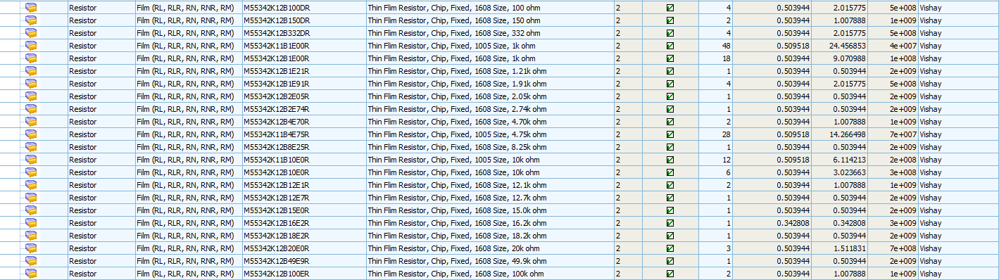 Resistor Film (RL, RLR, RN, RNR, RM) M55342K12B100DR Thin Flim Resistor, Chip, Fixed, 1608 Size, 100 ohm 2 4 0.503944 2.015775 5e+008 Vishay
Resistor Film (RL, RLR, RN, RNR, RM) M55342K12B150DR Thin Flim Resistor, Chip, Fixed, 1608 Size, 150 ohm 2 2 0.503944 1.007888 1e+009 Vishay
Resistor Film (RL, RLR, RN, RNR, RM) M55342K12B332DR Thin Flim Resistor, Chip, Fixed, 1608 Size, 332 ohm 2 4 0.503944 2.015775 5e+008 Vishay
Resistor Film (RL, RLR, RN, RNR, RM) M55342K11B1E00R Thin Flim Resistor, Chip, Fixed, 1005 Size, 1k ohm 2 48 0.509518 24.456853 4e+007 Vishay
Resistor Film (RL, RLR, RN, RNR, RM) M55342K12B1E00R Thin Flim Resistor, Chip, Fixed, 1608 Size, 1k ohm 2 18 0.503944 9.070988 1e+008 Vishay
Resistor Film (RL, RLR, RN, RNR, RM) M55342K12B1E21R Thin Flim Resistor, Chip, Fixed, 1608 Size, 1.21k ohm 2 1 0.503944 0.503944 2e+009 Vishay
Resistor Film (RL, RLR, RN, RNR, RM) M55342K12B1E91R Thin Flim Resistor, Chip, Fixed, 1608 Size, 1.91k ohm 2 4 0.503944 2.015775 5e+008 Vishay
Resistor Film (RL, RLR, RN, RNR, RM) M55342K12B2E05R Thin Flim Resistor, Chip, Fixed, 1608 Size, 2.05k ohm 2 1 0.503944 0.503944 2e+009 Vishay
Resistor Film (RL, RLR, RN, RNR, RM) M55342K12B2E74R Thin Flim Resistor, Chip, Fixed, 1608 Size, 2.74k ohm 2 1 0.503944 0.503944 2e+009 Vishay
Resistor Film (RL, RLR, RN, RNR, RM) M55342K12B4E70R Thin Flim Resistor, Chip, Fixed, 1608 Size, 4.70k ohm 2 2 0.503944 1.007888 1e+009 Vishay
Resistor Film (RL, RLR, RN, RNR, RM) M55342K11B4E75R Thin Flim Resistor, Chip, Fixed, 1005 Size, 4.75k ohm 2 28 0.509518 14.266498 7e+007 Vishay
Resistor Film (RL, RLR, RN, RNR, RM) M55342K12B8E25R Thin Flim Resistor, Chip, Fixed, 1608 Size, 8.25k ohm 2 1 0.503944 0.503944 2e+009 Vishay
Resistor Film (RL, RLR, RN, RNR, RM) M55342K11B10E0R Thin Flim Resistor, Chip, Fixed, 1005 Size, 10k ohm 2 12 0.509518 6.114213 2e+008 Vishay
Resistor Film (RL, RLR, RN, RNR, RM) M55342K12B10E0R Thin Flim Resistor, Chip, Fixed, 1608 Size, 10k ohm 2 6 0.503944 3.023663 3e+008 Vishay
Resistor Film (RL, RLR, RN, RNR, RM) M55342K12B12E1R Thin Flim Resistor, Chip, Fixed, 1608 Size, 12.1k ohm 2 2 0.503944 1.007888 1e+009 Vishay
Resistor Film (RL, RLR, RN, RNR, RM) M55342K12B12E7R Thin Flim Resistor, Chip, Fixed, 1608 Size, 12.7k ohm 2 1 0.503944 0.503944 2e+009 Vishay
Resistor Film (RL, RLR, RN, RNR, RM) M55342K12B15E0R Thin Flim Resistor, Chip, Fixed, 1608 Size, 15.0k ohm 2 1 0.503944 0.503944 2e+009 Vishay
Resistor Film (RL, RLR, RN, RNR, RM) M55342K12B16E2R Thin Flim Resistor, Chip, Fixed, 1608 Size, 16.2k ohm 2 1 0.342808 0.342808 3e+009 Vishay
Resistor Film (RL, RLR, RN, RNR, RM) M55342K12B18E2R Thin Flim Resistor, Chip, Fixed, 1608 Size, 18.2k ohm 2 1 0.503944 0.503944 2e+009 Vishay
Resistor Film (RL, RLR, RN, RNR, RM) M55342K12B20E0R Thin Flim Resistor, Chip, Fixed, 1608 Size, 20k ohm 2 3 0.503944 1.511831 7e+008 Vishay
Resistor Film (RL, RLR, RN, RNR, RM) M55342K12B49E9R Thin Flim Resistor, Chip, Fixed, 1608 Size, 49.9k ohm 2 1 0.503944 0.503944 2e+009 Vishay
Resistor Film (RL, RLR, RN, RNR, RM) M55342K12B100ER Thin Flim Resistor, Chip, Fixed, 1608 Size, 100k ohm 2 2 0.503944 1.007888 1e+009 Vishay